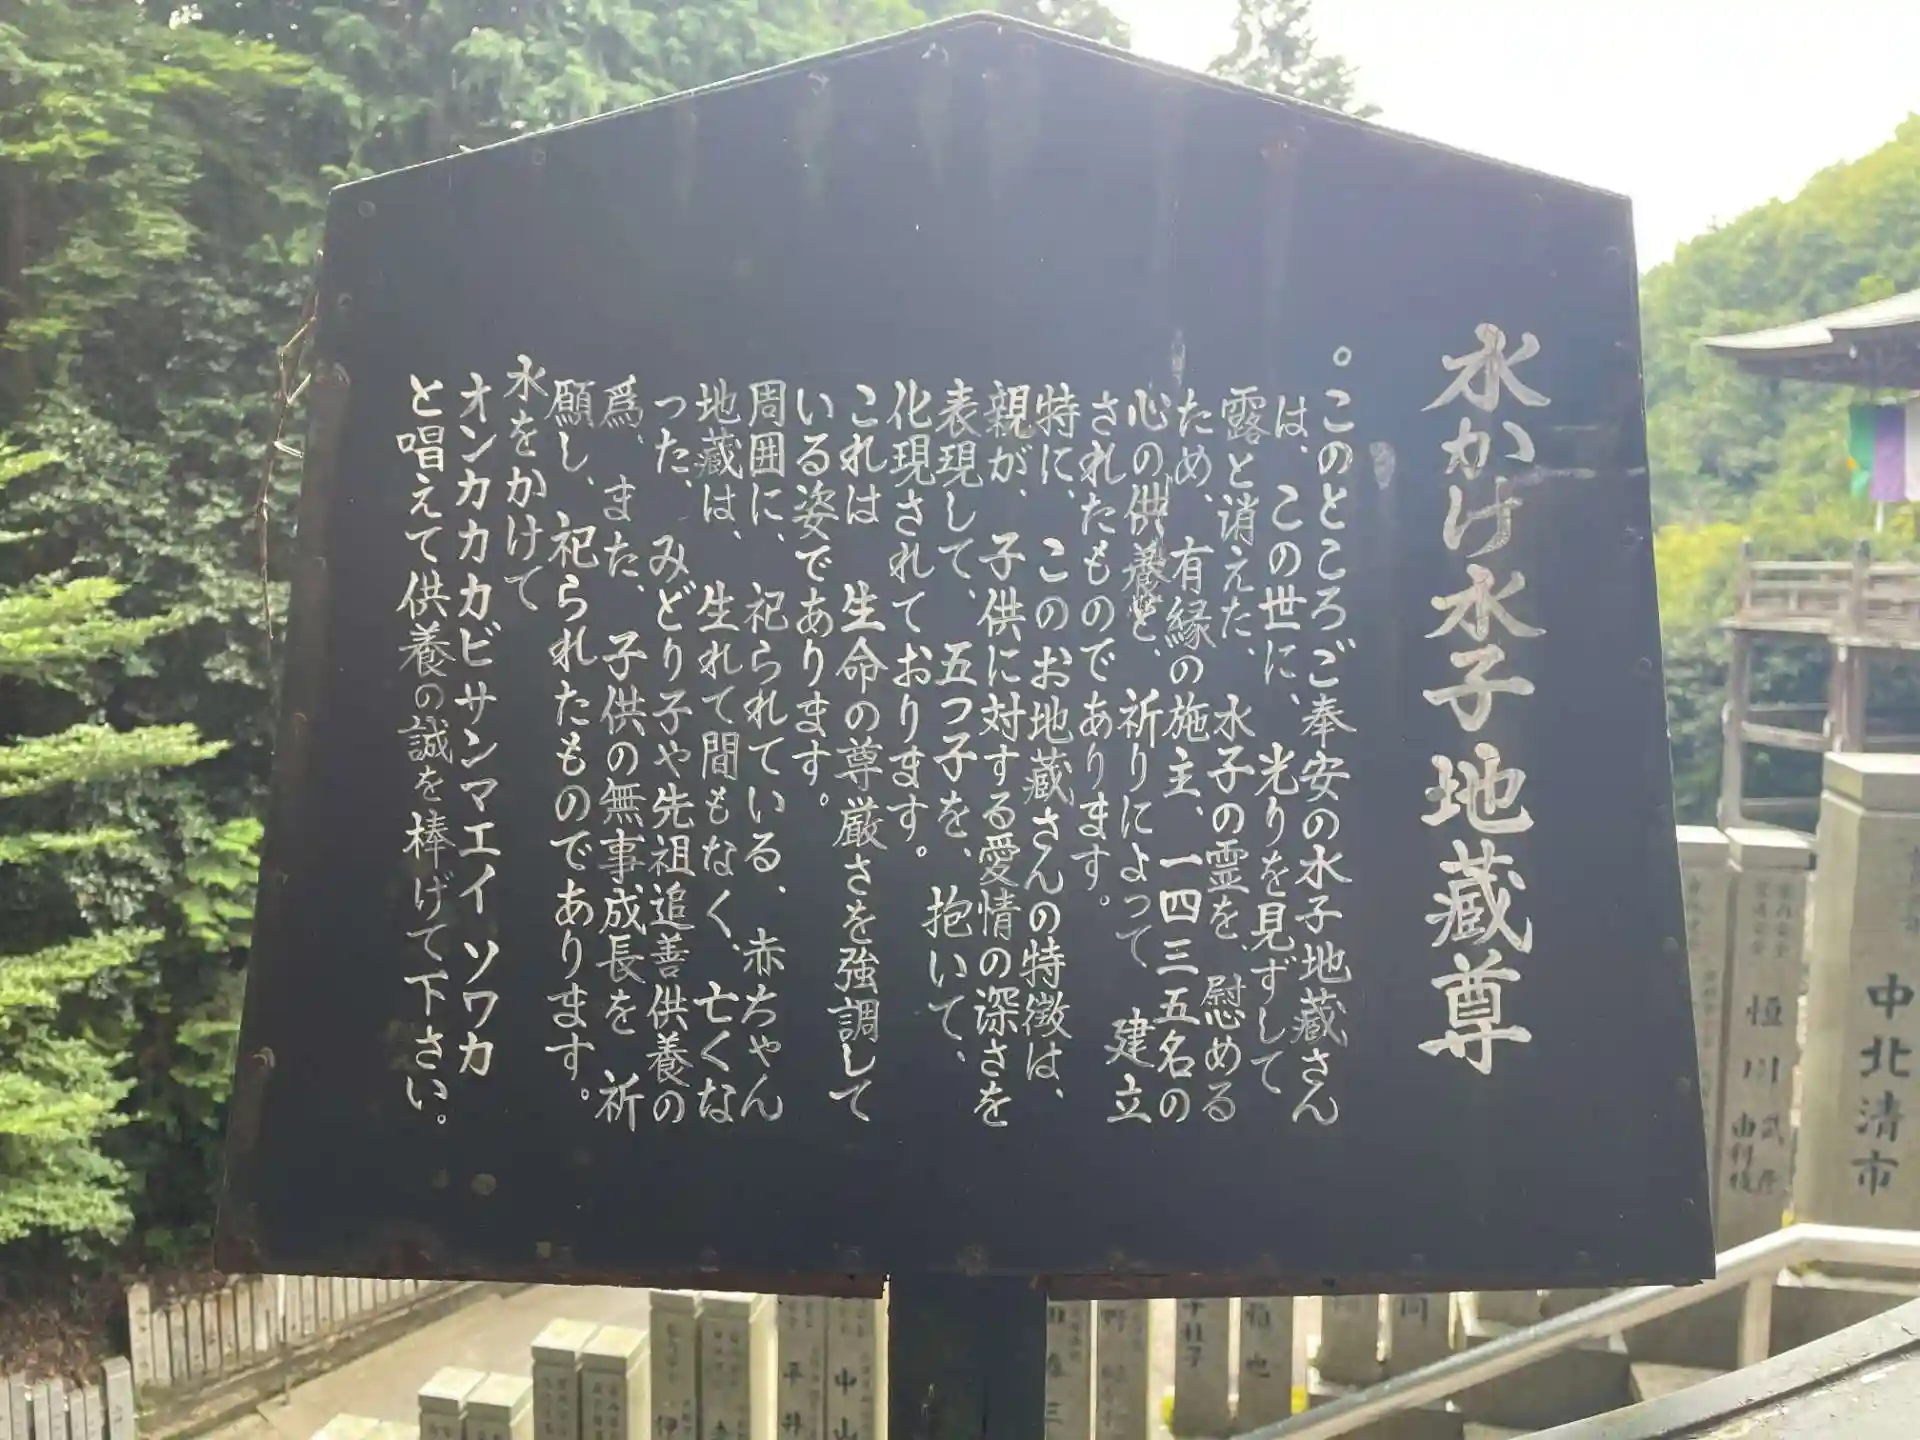 水かけ水子地蔵尊
。このところご奉安の水子地蔵さん
は、この世に、光りを見ずして
露と消えた、水子の霊を、慰める
ため、有縁の施主、一四三五名の
心の供養と、祈りによって、建立
されたものであります。
特に、このお地蔵さんの特徴は、
親が、子供に対する愛情の深さを
表現して、五つ子を、抱いて、
化現されております。
これは 生命の尊厳さを強調して
いる姿であります。
周囲に、祀られている、赤ちゃん
地蔵は、生れて間もなく、亡くな
った、みどり子や先祖追善供養の
爲、また、子供の無事成長を 祈
願し、祀られたものであります。
水をかけて
オンカカカビサンマエイ ソワカ
と唱えて供養の誠を棒げて下さい。
中北清市
恒川
平井
中山